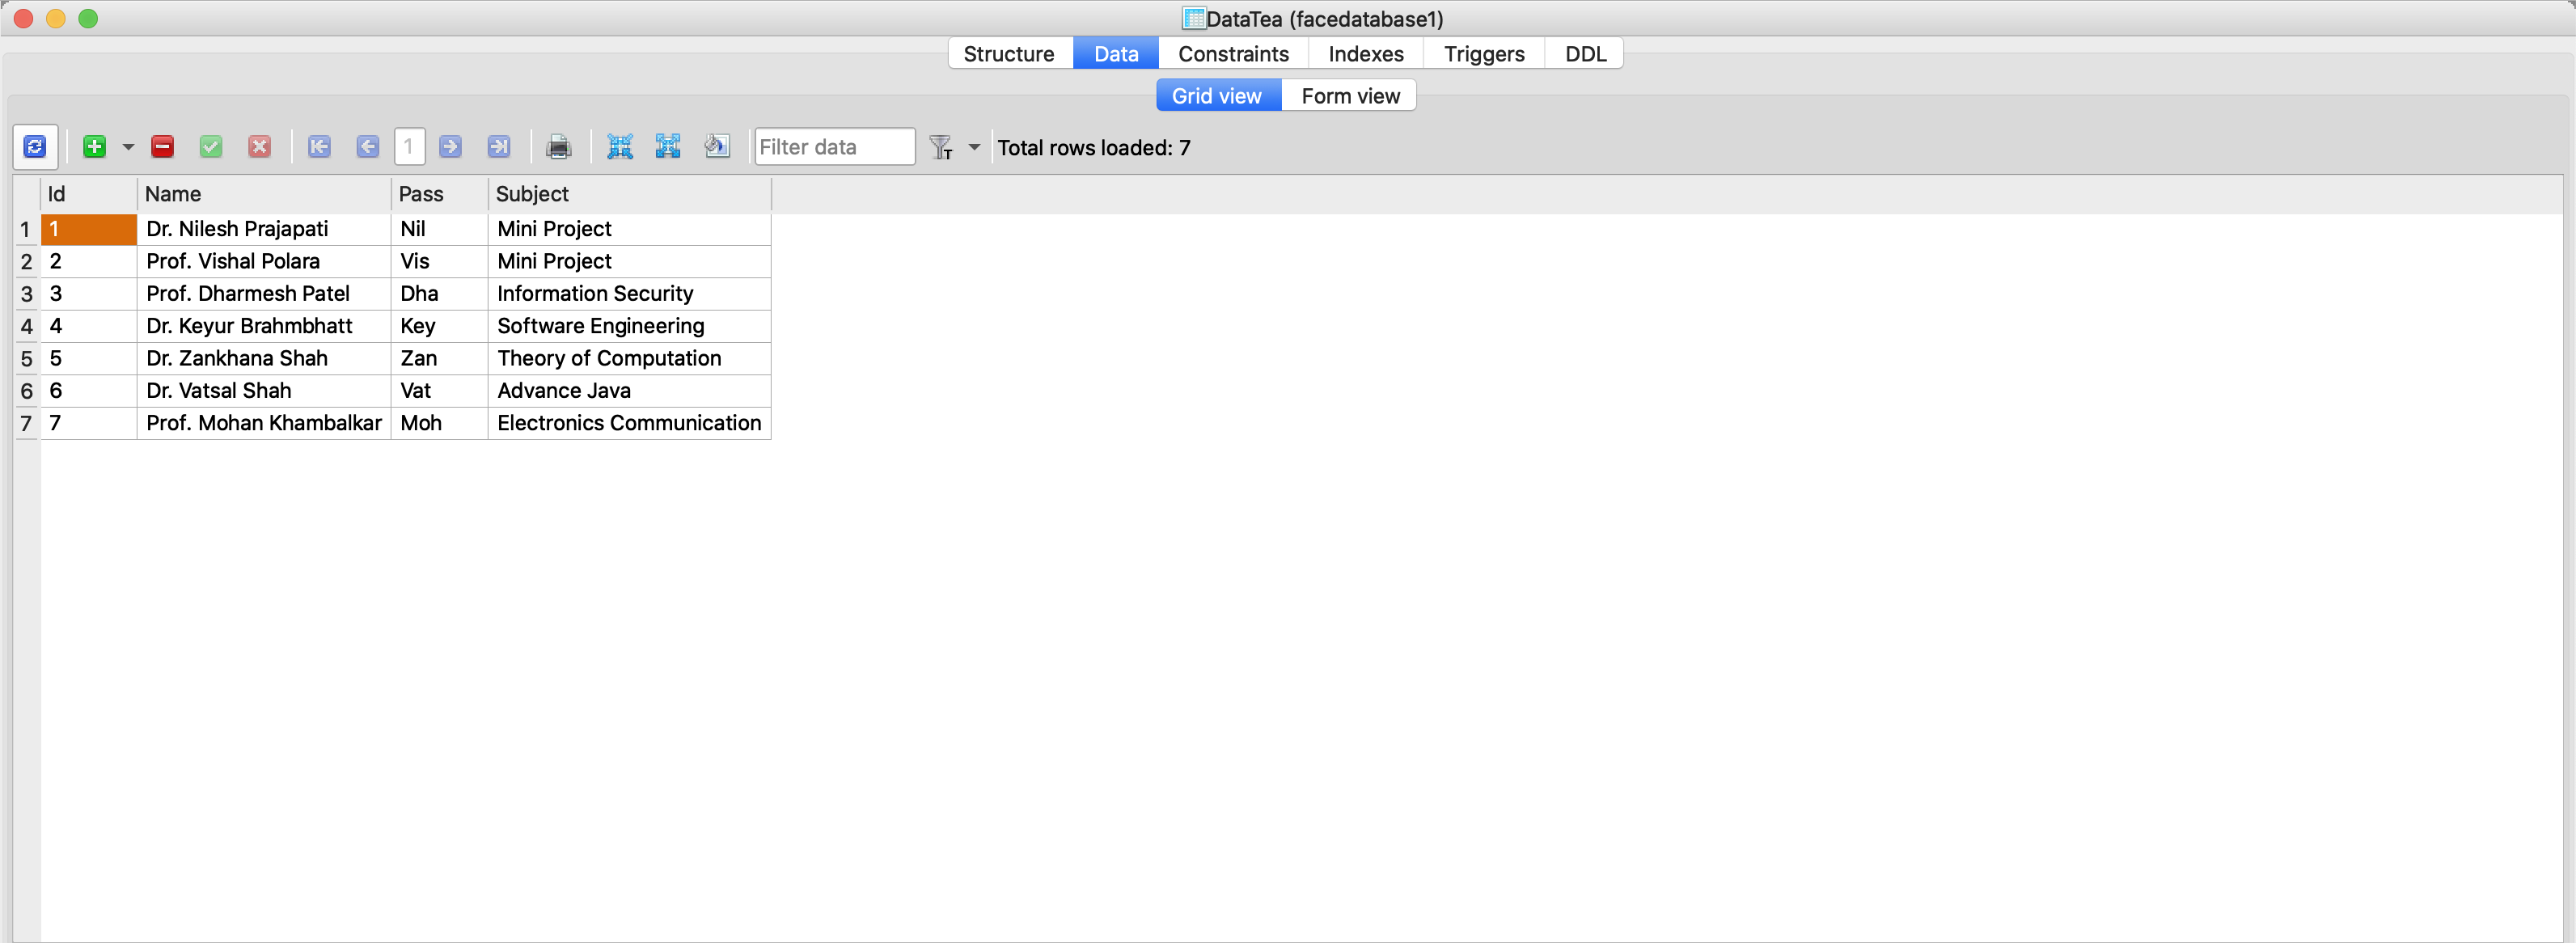 DataTea (facedatabase1)
Structure Data Constraints Indexes Triggers DDL
Grid view Form view
1 Filter data Total rows loaded: 7
Id Name Pass Subject
1 1 Dr. Nilesh Prajapati Nil Mini Project
2 2 Prof. Vishal Polara Vis Mini Project
3 3 Prof. Dharmesh Patel Dha Information Security
4 4 Dr. Keyur Brahmbhatt Key Software Engineering
5 5 Dr. Zankhana Shah Zan Theory of Computation
6 6 Dr. Vatsal Shah Vat Advance Java
7 7 Prof. Mohan Khambalkar Moh Electronics Communication